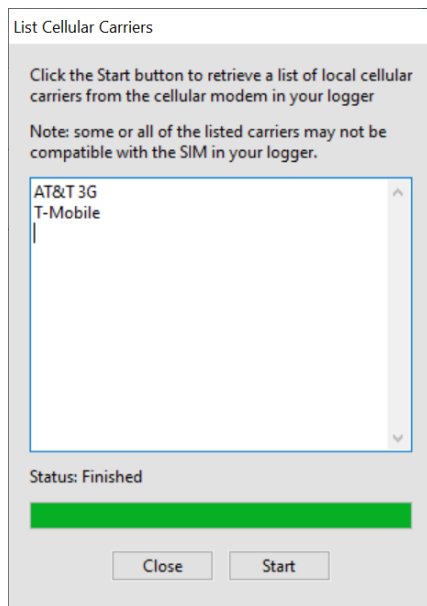 List Cellular Carriers
Click the Start button to retrieve a list of local cellular
carriers from the cellular modem in your logger
Note: some or all of the listed carriers may not be
compatible with the SIM in your logger.
AT&T 3G
T-Mobile
Status: Finished
Close
Start